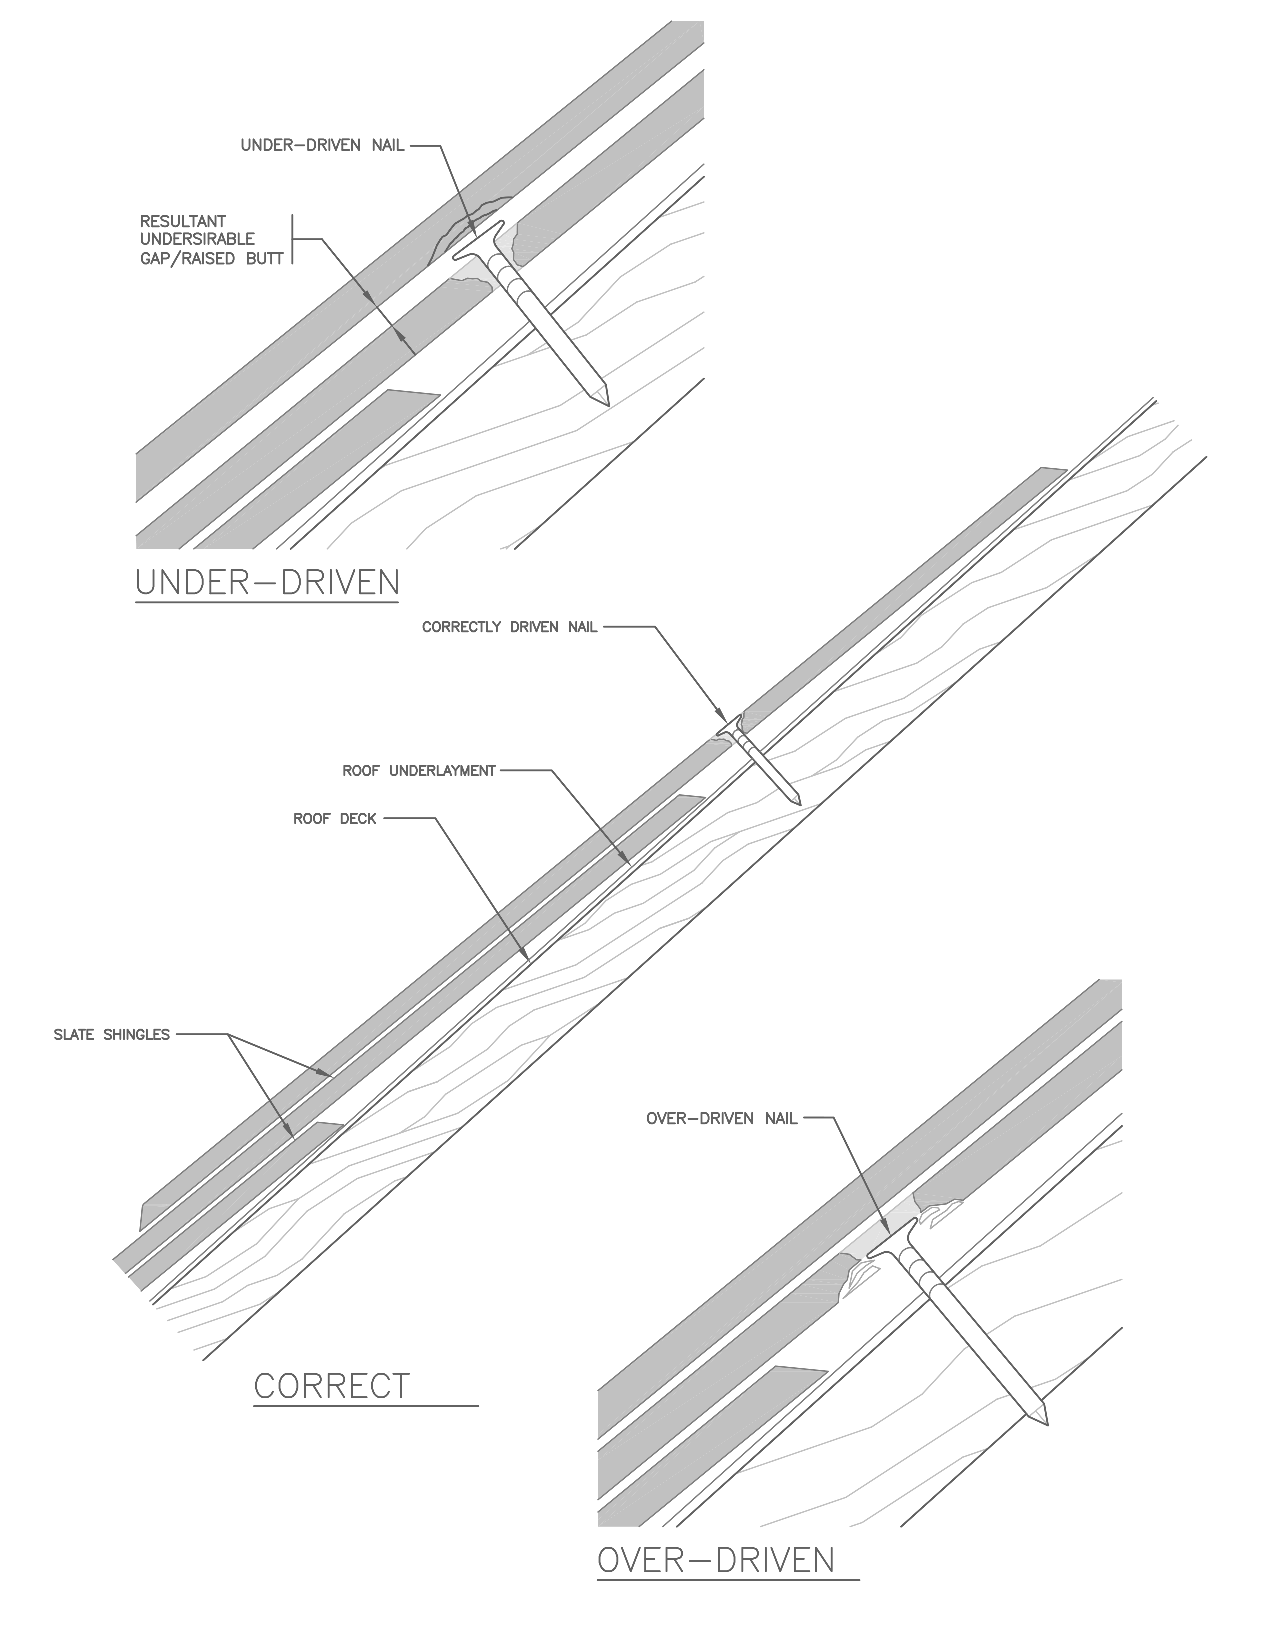 UNDER-DRIVEN NAIL
RESULTANT
UNDERSIRABLE
GAP/RAISED BUTT
UNDER-DRIVEN
CORRECTLY DRIVEN NAIL
ROOF UNDERLAYMENT
ROOF DECK
SLATE SHINGLES
OVER-DRIVEN NAIL
CORRECT
OVER-DRIVEN